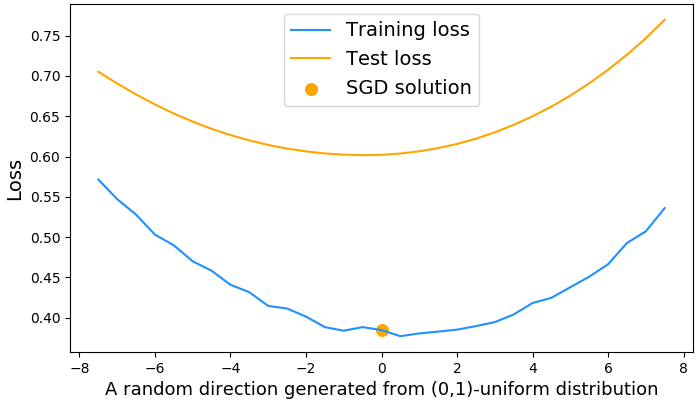 Training loss
Test loss
SGD solution
0.75
0.70
0.65
0.60
0.55
0.50
0.45
0.40
Loss
−8 −6 −4 −2 0 2 4 6 8
A random direction generated from (0,1)-uniform distribution